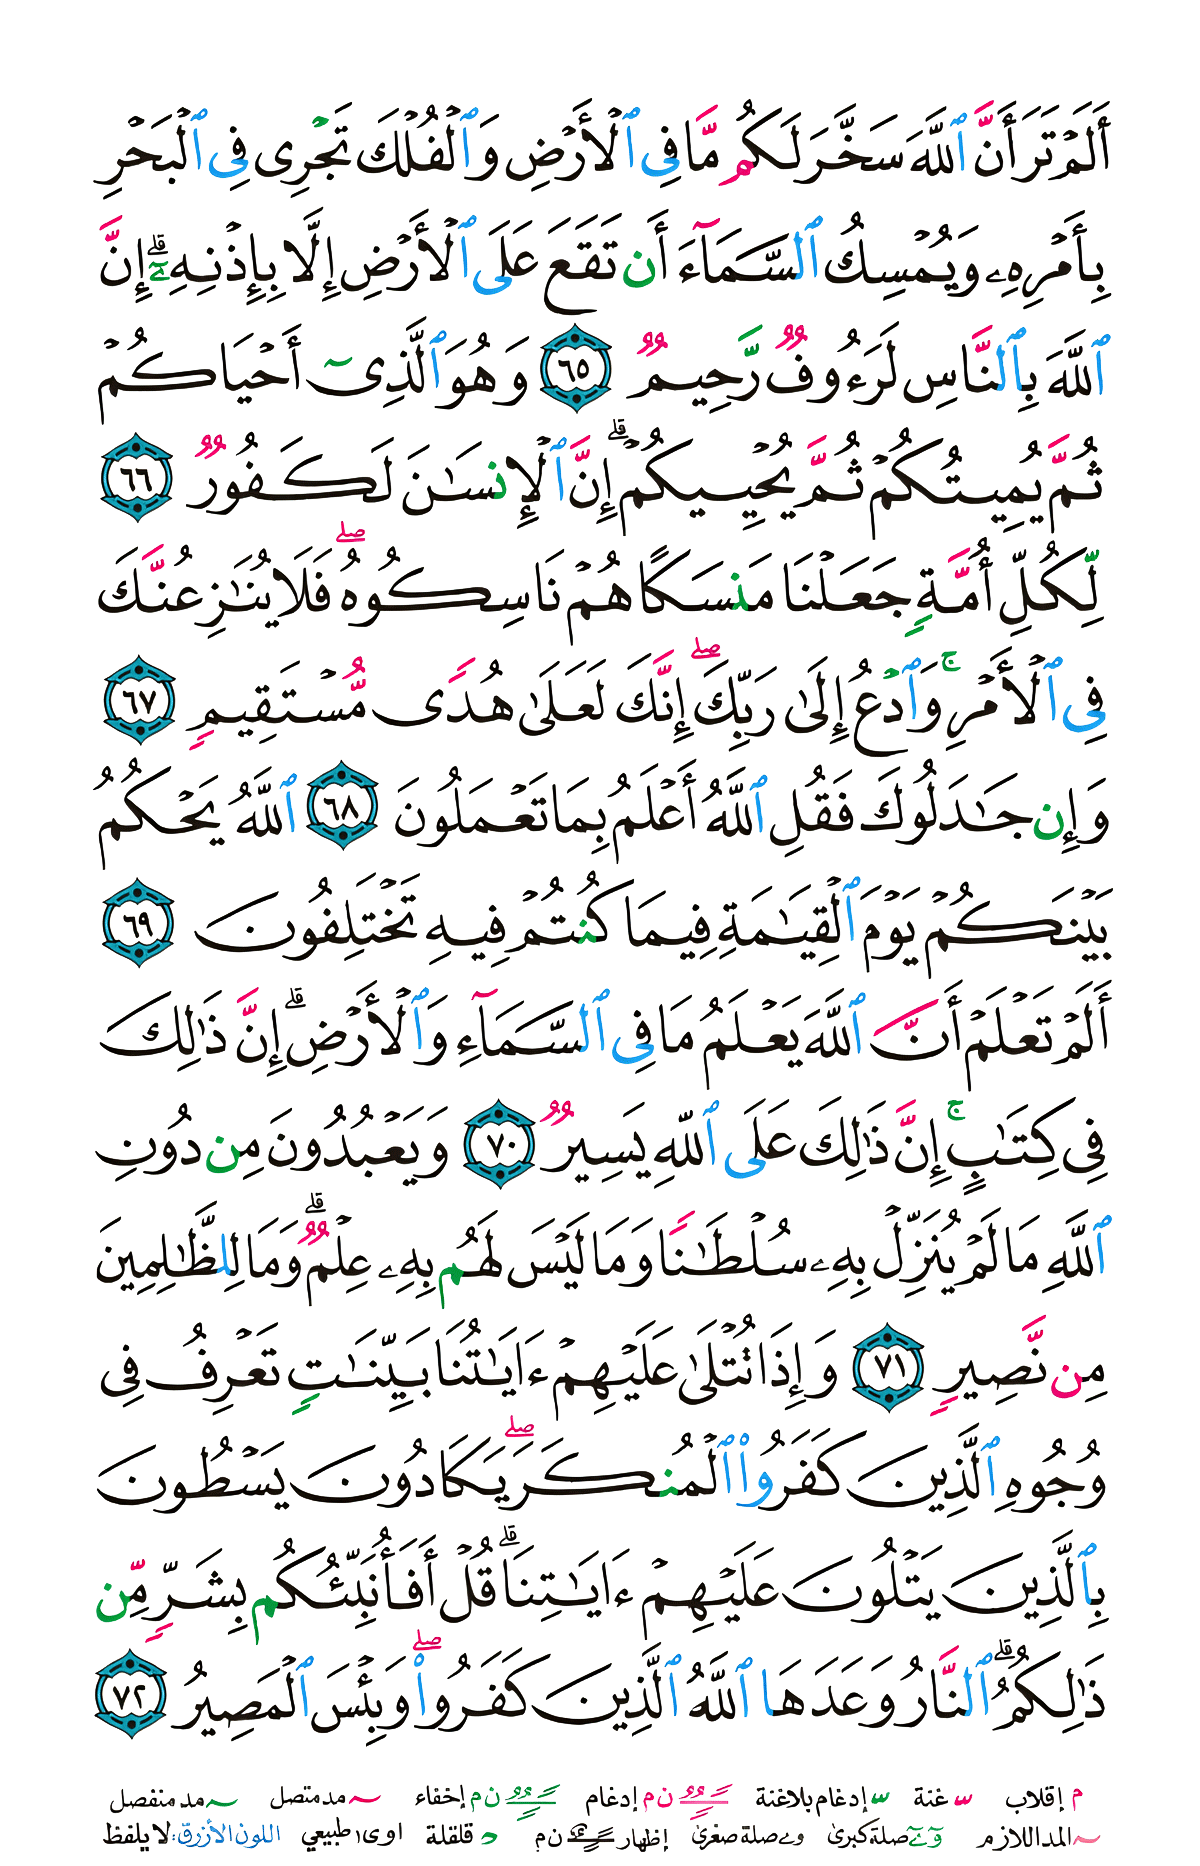 أَلَمْ تَرَ أَنَّ ٱللَّهَ سَخَّرَ لَكُم مَّا فِى ٱلْأَرْضِ وَٱلْفُلْكَ تَجْرِى فِى ٱلْبَحْرِ
بِأَمْرِهِۦ وَيُمْسِكُ ٱلسَّمَآءَ أَن تَقَعَ عَلَى ٱلْأَرْضِ إِلَّا بِإِذْنِهِۦٓ ۗ إِنَّ
ٱللَّهَ بِٱلنَّاسِ لَرَءُوفٌ رَّحِيمٌ ٦٥ وَهُوَ ٱلَّذِىٓ أَحْيَاكُمْ
ثُمَّ يُمِيتُكُمْ ثُمَّ يُحْيِيكُمْ ۗ إِنَّ ٱلْإِنسَـٰنَ لَكَفُورٌ ٦٦
لِّكُلِّ أُمَّةٍ جَعَلْنَا مَنسَكًا هُمْ نَاسِكُوهُ ۖ فَلَا يُنَـٰزِعُنَّكَ
فِى ٱلْأَمْرِ ۚ وَٱدْعُ إِلَىٰ رَبِّكَ ۖ إِنَّكَ لَعَلَىٰ هُدًى مُّسْتَقِيمٍ ٦٧
وَإِن جَـٰدَلُوكَ فَقُلِ ٱللَّهُ أَعْلَمُ بِمَا تَعْمَلُونَ ٦٨ ٱللَّهُ يَحْكُمُ
بَيْنَكُمْ يَوْمَ ٱلْقِيَـٰمَةِ فِيمَا كُنتُمْ فِيهِ تَخْتَلِفُونَ ٦٩
أَلَمْ تَعْلَمْ أَنَّ ٱللَّهَ يَعْلَمُ مَا فِى ٱلسَّمَآءِ وَٱلْأَرْضِ ۗ إِنَّ ذَٰلِكَ
فِى كِتَـٰبٍ ۚ إِنَّ ذَٰلِكَ عَلَى ٱللَّهِ يَسِيرٌ ٧٠ وَيَعْبُدُونَ مِن دُونِ
ٱللَّهِ مَا لَمْ يُنَزِّلْ بِهِۦ سُلْطَـٰنًا وَمَا لَيْسَ لَهُم بِهِۦ عِلْمٌ ۗ وَمَا لِلظَّـٰلِمِينَ
مِن نَّصِيرٍ ٧١ وَإِذَا تُتْلَىٰ عَلَيْهِمْ ءَايَـٰتُنَا بَيِّنَـٰتٍ تَعْرِفُ فِى
وُجُوهِ ٱلَّذِينَ كَفَرُوا۟ ٱلْمُنكَرَ ۖ يَكَادُونَ يَسْطُونَ
بِٱلَّذِينَ يَتْلُونَ عَلَيْهِمْ ءَايَـٰتِنَا ۗ قُلْ أَفَأُنَبِّئُكُم بِشَرٍّ مِّن
ذَٰلِكُمُ ۗ ٱلنَّارُ وَعَدَهَا ٱللَّهُ ٱلَّذِينَ كَفَرُوا۟ ۖ وَبِئْسَ ٱلْمَصِيرُ ٧٢
م إقلاب غنة إدغام بلاغنة ن م إدغام ن م إخفاء مد متصل مد منفصل
المد اللازم صلة كبرى وے صلة صغرى إظهار ن م قلقلة اوى طبيعي اللون الأزرق: لا يلفظ